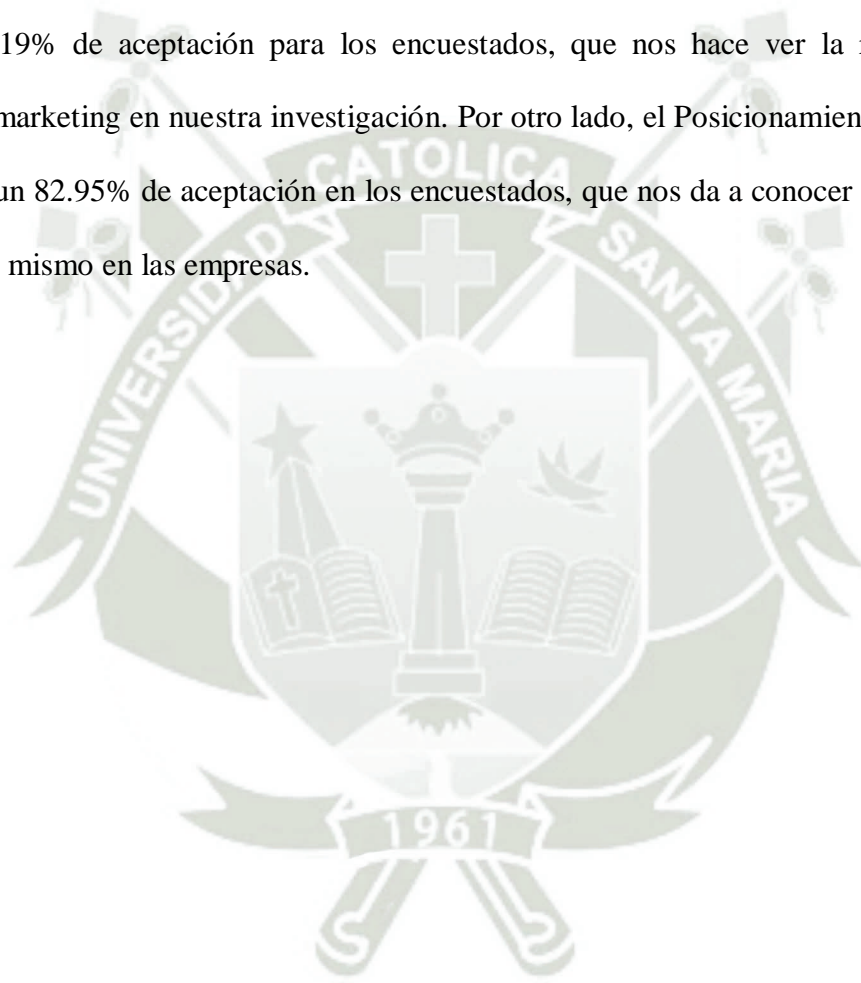 19% de aceptación para los encuestados, que nos hace ver la
marketing en nuestra investigación. Por otro lado, el
un 82.95% de aceptación en los encuestados, que nos da a conocer
mismo en las empresas.
UNIVERSIDAD CATOLICA SANTA MARIA
1961